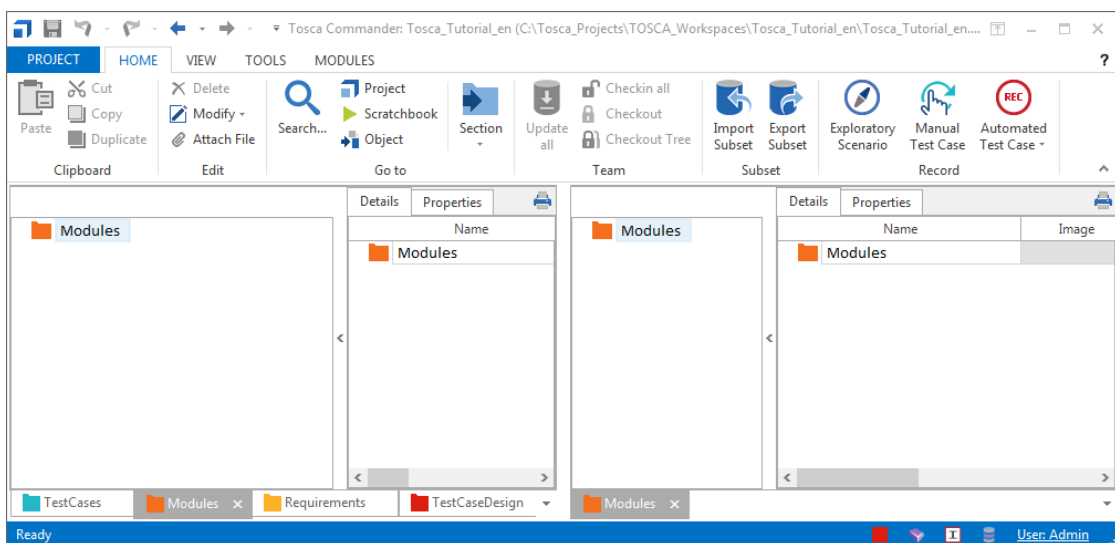 Tosca Commander: Tosca_Tutorial_en (C:\Tosca_Projects\TOSCA_Workspaces\Tosca_Tutorial_en\Tosca_Tutorial_en....
PROJECT HOME VIEW TOOLS MODULES ?
Paste
Cut
Copy
Duplicate
Clipboard
Delete
Modify
Attach File
Edit
Search...
Project
Scratchbook
Object
Section
Go to
Update all
Checkin all
Checkout
Checkout Tree
Team
Import Subset
Export Subset
Subset
Exploratory Scenario
Manual Test Case
REC
Automated Test Case
Record
Modules
Details Properties
Name
Modules
Modules
Details Properties
Name Image
Modules
TestCases Modules Requirements TestCaseDesign
Modules
Ready
I
User: Admin